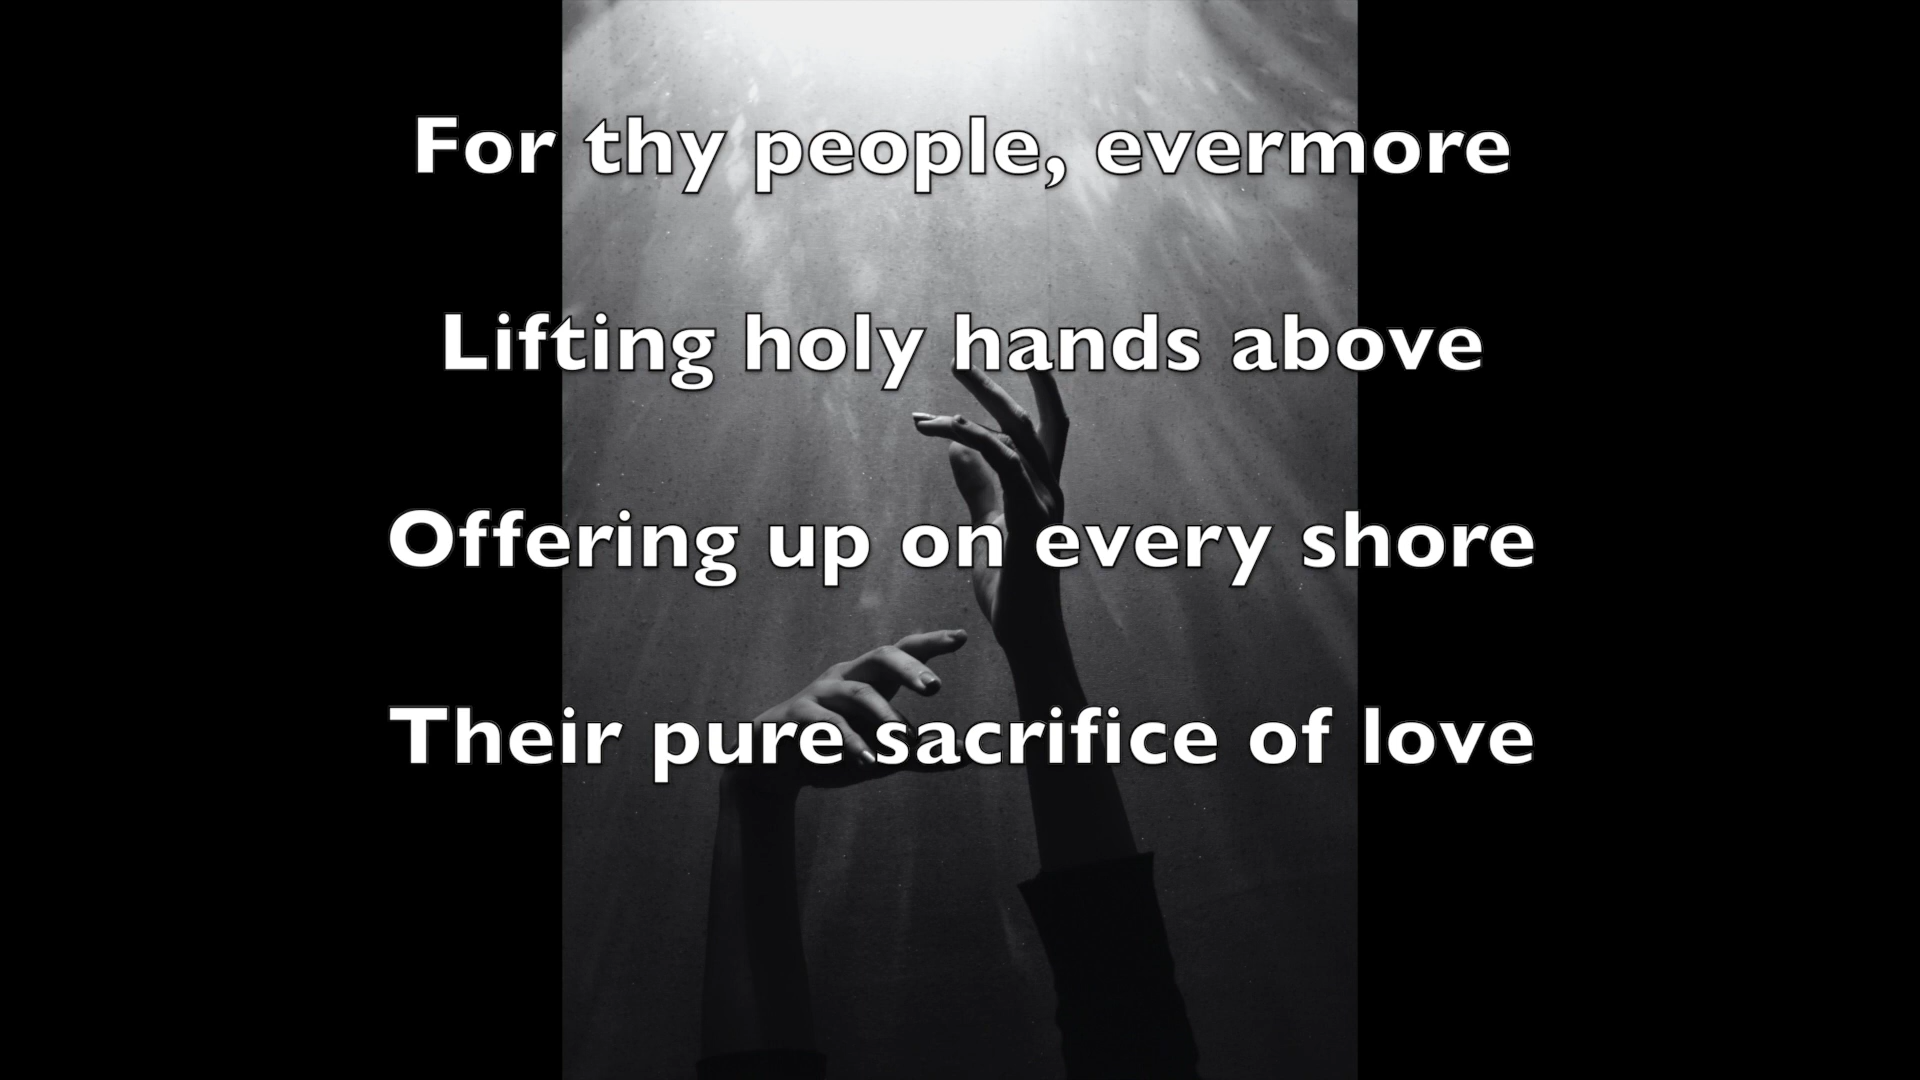 For thy people, evermore
Lifting holy hands above
Offering up on every shore
Their pure sacrifice of love